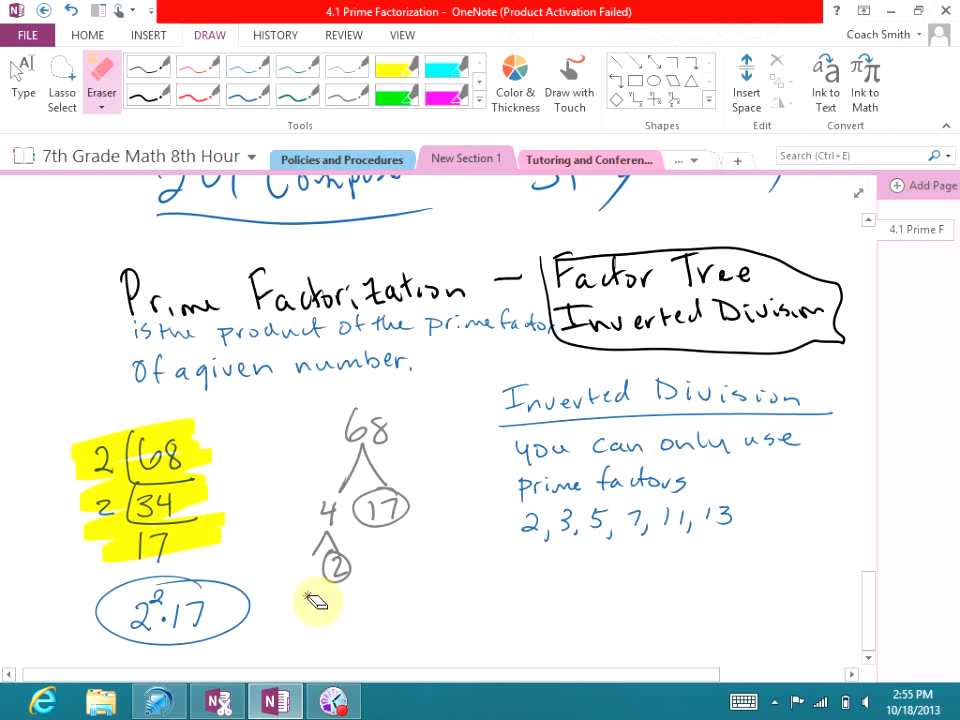 4.1 Prime Factorization - OneNote (Product Activation Failed)
FILE HOME INSERT DRAW HISTORY REVIEW VIEW Coach Smith
Type Lasso Select Eraser Color & Thickness Draw with Touch Insert Space Ink to Text Ink to Math
Tools Shapes Edit Convert
7th Grade Math 8th Hour Policies and Procedures New Section 1 Tutoring and Conferen... ... Search (Ctrl+E)
Add Page
4.1 Prime F
Prime Factorization - Factor Tree
Inverted Division
is the product of the prime factor
of a given number.
Inverted Division
you can only use
prime factors
2, 3, 5, 7, 11, 13
2 68
2 34
17
2²·17
68
4 17
2
2:55 PM
10/18/2013